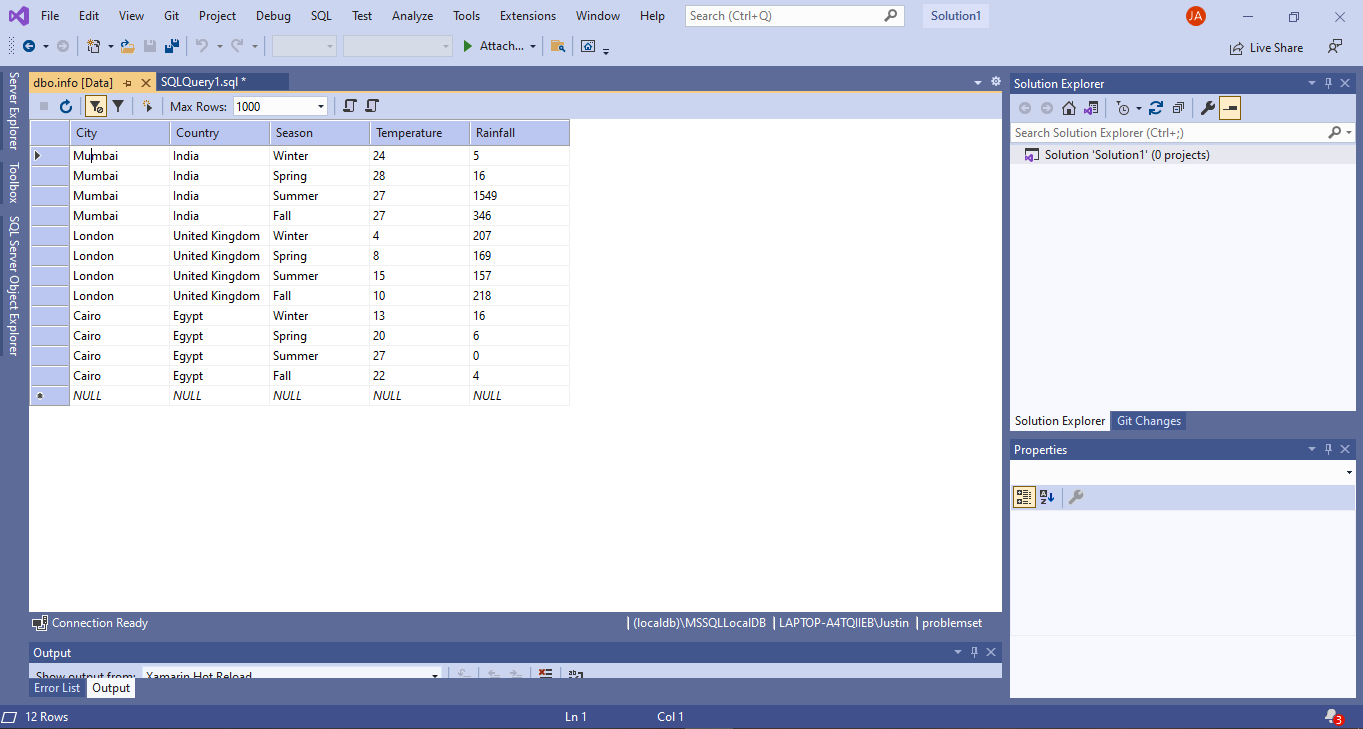 File Edit View Git Project Debug SQL Test Analyze Tools Extensions Window Help Search (Ctrl+Q) Solution1 JA
Attach... Live Share
Server Explorer
Toolbox
SQL Server Object Explorer
dbo.info [Data] SQLQuery1.sql *
Max Rows: 1000
City Country Season Temperature Rainfall
Mumbai India Winter 24 5
Mumbai India Spring 28 16
Mumbai India Summer 27 1549
Mumbai India Fall 27 346
London United Kingdom Winter 4 207
London United Kingdom Spring 8 169
London United Kingdom Summer 15 157
London United Kingdom Fall 10 218
Cairo Egypt Winter 13 16
Cairo Egypt Spring 20 6
Cairo Egypt Summer 27 0
Cairo Egypt Fall 22 4
NULL NULL NULL NULL NULL
Connection Ready (localdb)\MSSQLLocalDB LAPTOP-A4TQIIEB\Justin problemset
Output
Show output from: Xamarin Hot Reload
Error List Output
Solution Explorer
Search Solution Explorer (Ctrl+;)
Solution 'Solution1' (0 projects)
Solution Explorer Git Changes
Properties
12 Rows Ln 1 Col 1 3